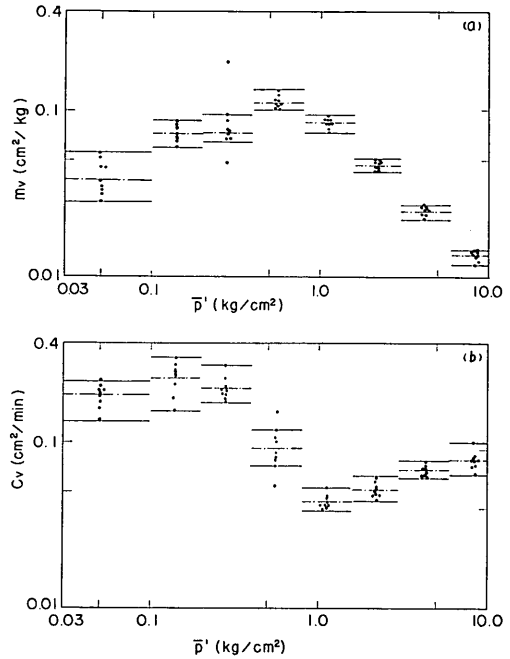 0.4
(a)
0.1
mv (cm²/kg)
0.01
0.03 0.1 1.0 10.0
p̄' (kg/cm²)
0.4
(b)
0.1
Cv (cm²/min)
0.01
0.03 0.1 1.0 10.0
p̄' (kg/cm²)